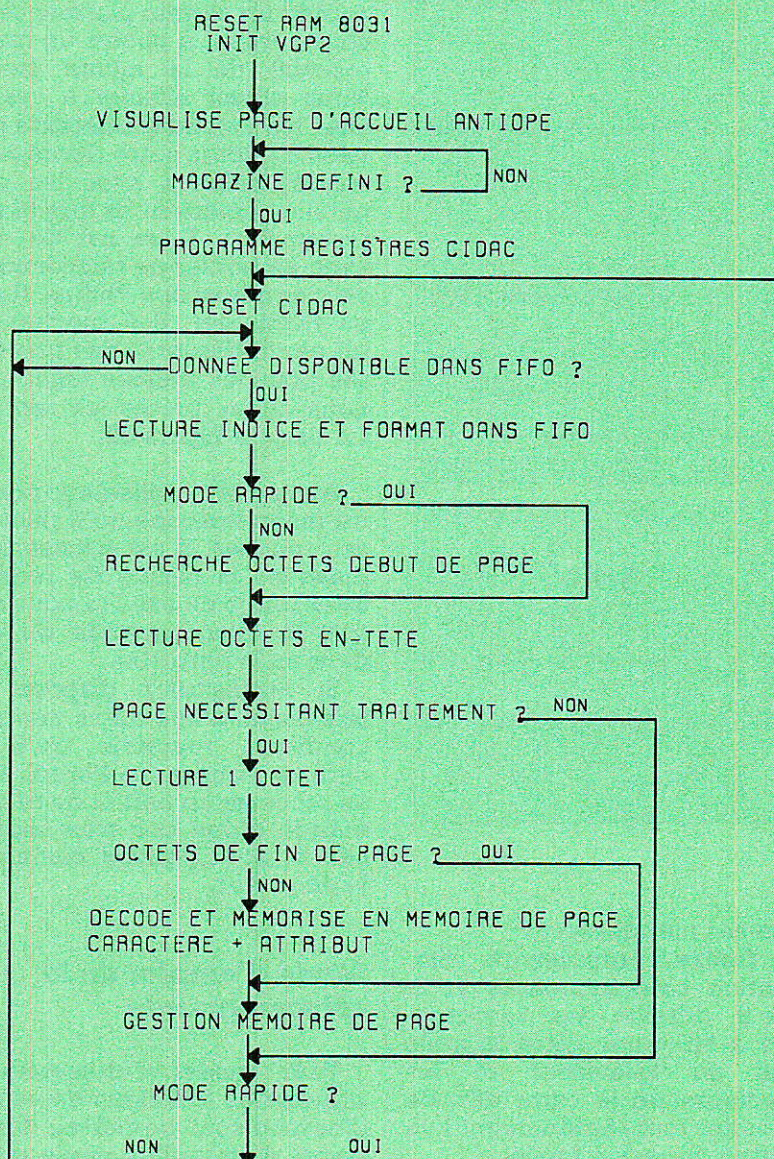 RESET RAM 8031
INIT VGP2
VISUALISE PAGE D'ACCUEIL ANTIOPE
MAGAZINE DEFINI ? NON
OUI
PROGRAMME REGISTRES CIDAC
RESET CIDAC
NON DONNEE DISPONIBLE DANS FIFO ?
OUI
LECTURE INDICE ET FORMAT DANS FIFO
MODE RAPIDE ? OUI
NON
RECHERCHE OCTETS DEBUT DE PAGE
LECTURE OCTETS EN-TETE
PAGE NECESSITANT TRAITEMENT ? NON
OUI
LECTURE 1 OCTET
OCTETS DE FIN DE PAGE ? OUI
NON
DECODE ET MEMORISE EN MEMOIRE DE PAGE
CARACTERE + ATTRIBUT
GESTION MEMOIRE DE PAGE
MODE RAPIDE ?
NON OUI